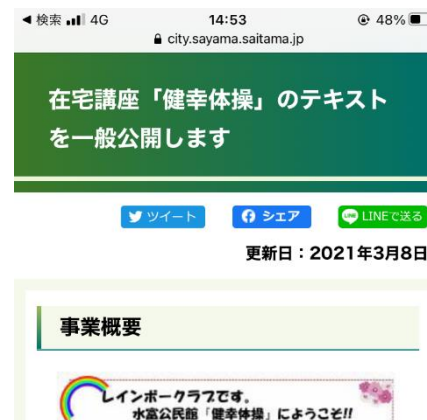 検索 4G 14:53 48%
city.sayama.saitama.jp
在宅講座「健幸体操」のテキスト
を一般公開します
ツイート シェア LINEで送る
更新日：2021年3月8日
事業概要
レインボークラブです。
水富公民館「健幸体操」にようこそ!!